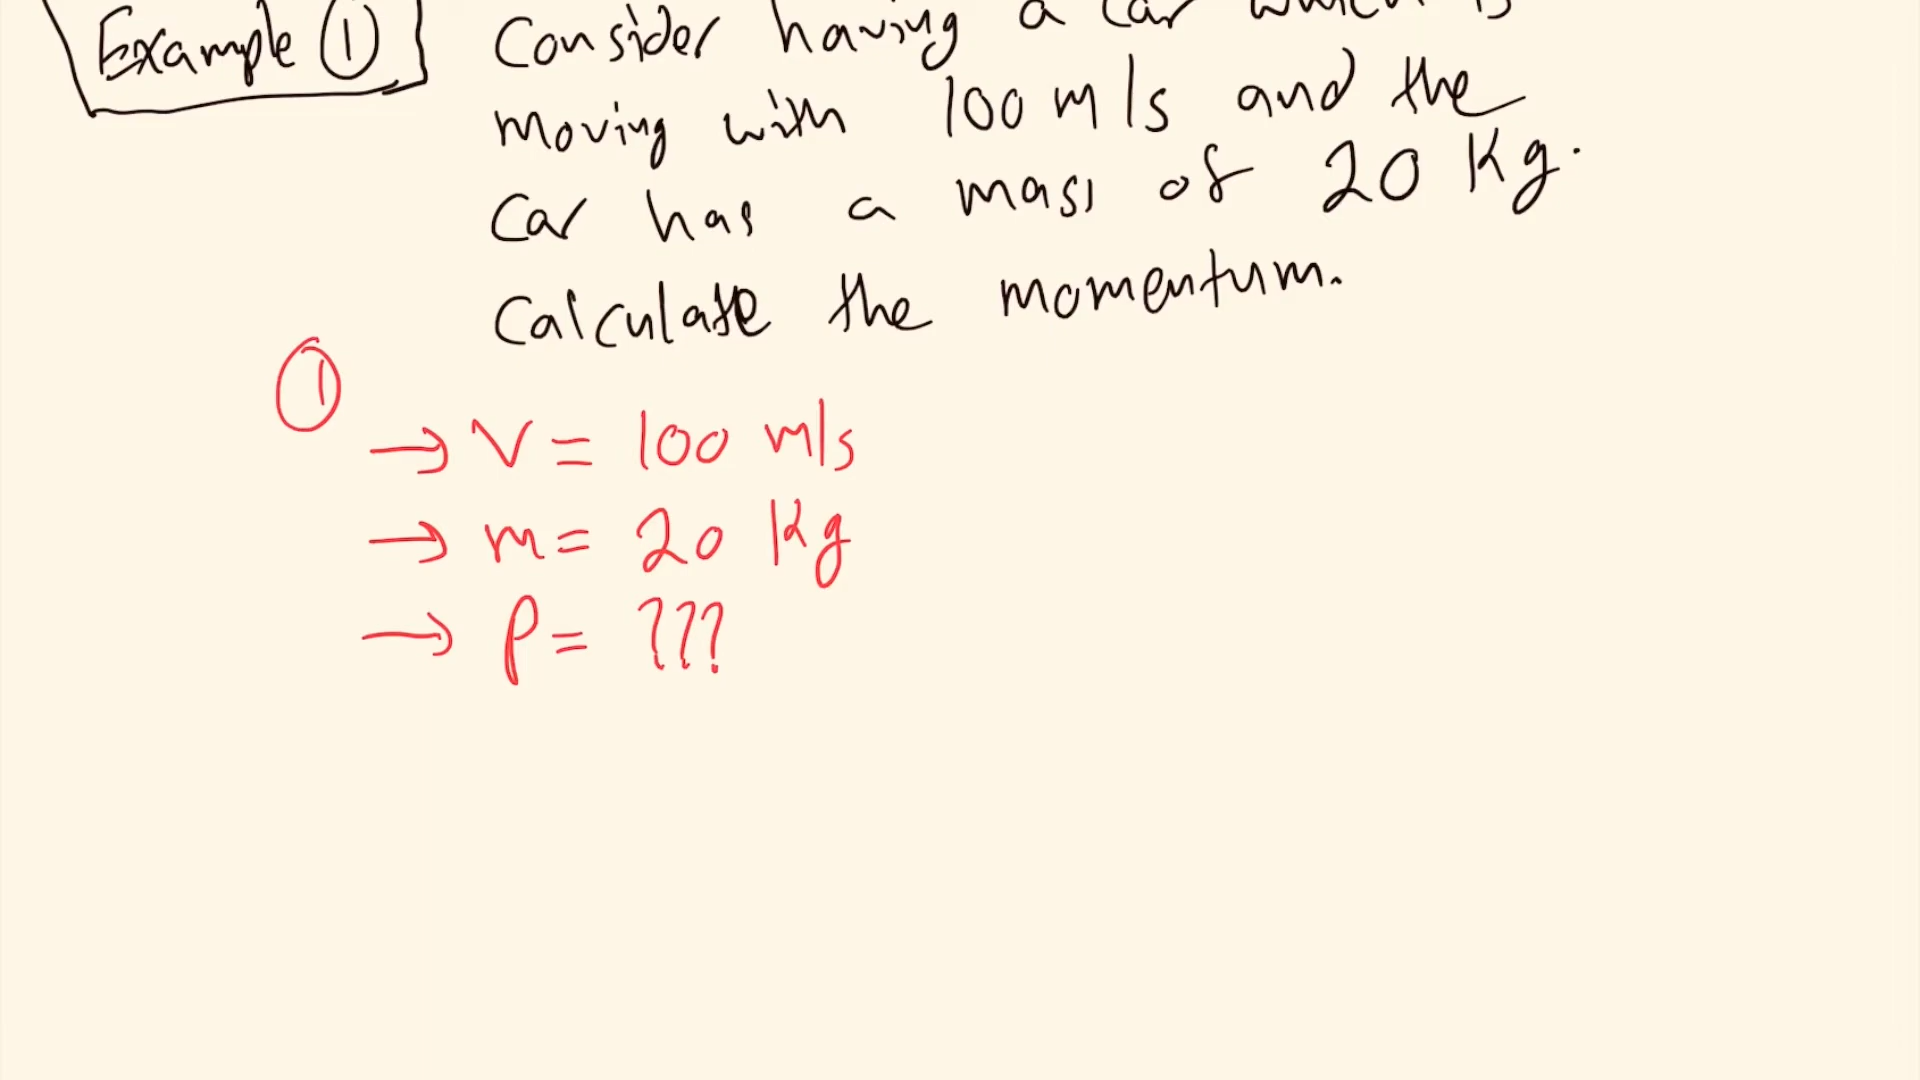 Example ①
Consider having a car which is
moving with 100 m/s and the
car has a mass of 20 Kg.
Calculate the momentum.
①
→ V = 100 m/s
→ m = 20 Kg
→ P = ???